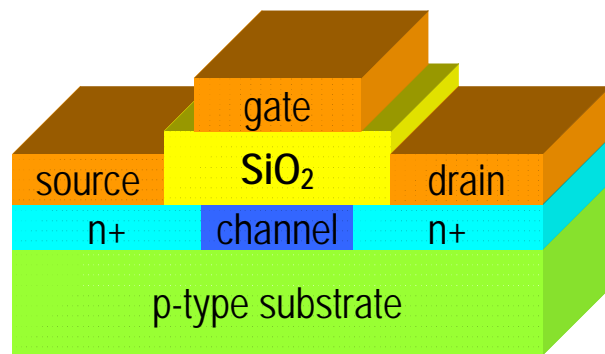 gate
source
SiO₂
drain
n+
channel
n+
p-type substrate